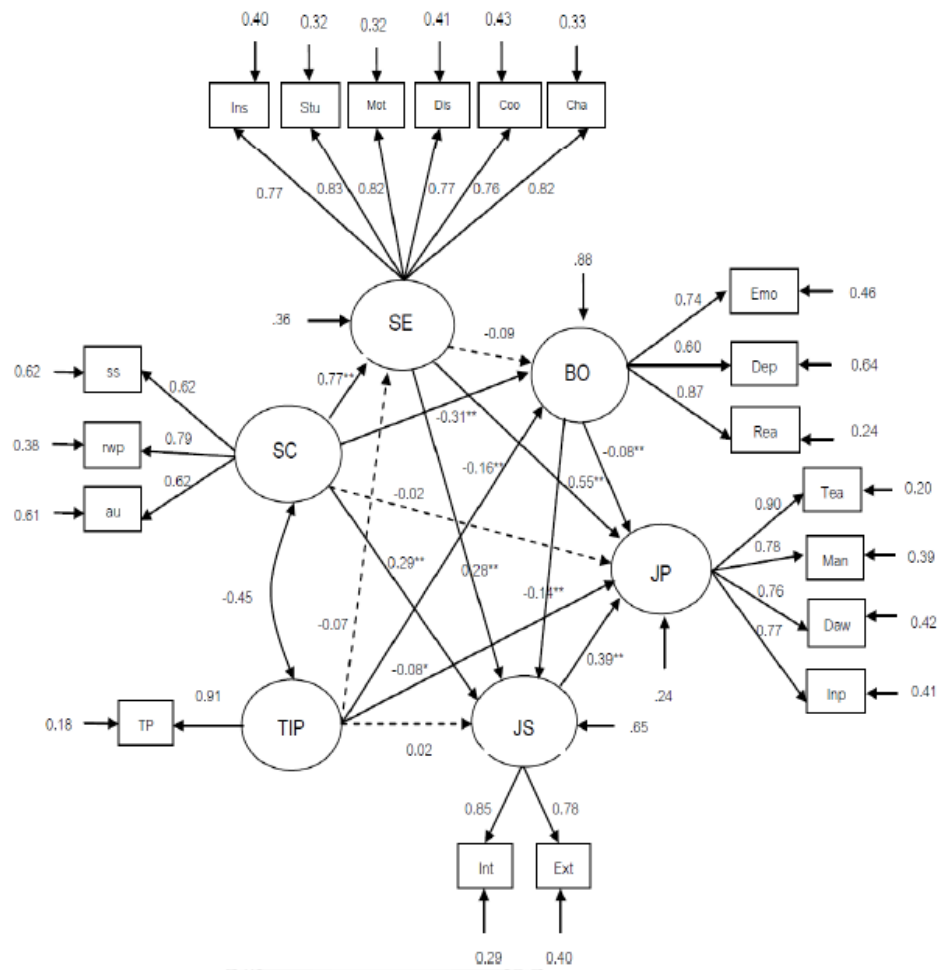 0.40 0.32 0.32 0.41 0.43 0.33
Ins Stu Mot Dis Coo Cha
0.77 0.83 0.82 0.77 0.76 0.82
.88
.36 SE -0.09 BO
0.74 Emo 0.46
0.60 Dep 0.64
0.87 Rea 0.24
0.62 ss 0.62
0.38 rwp 0.79
0.61 au 0.62
SC 0.77**
-0.31** -0.08**
-0.16** 0.55**
-0.02
0.29** 0.28** -0.14**
-0.45 -0.07
-0.08* 0.39**
JP
0.90 Tea 0.20
0.78 Man 0.39
0.76 Daw 0.42
0.77 Inp 0.41
.24
0.18 TP 0.91 TIP
0.02 JS .65
0.85 0.78
Int Ext
0.29 0.40